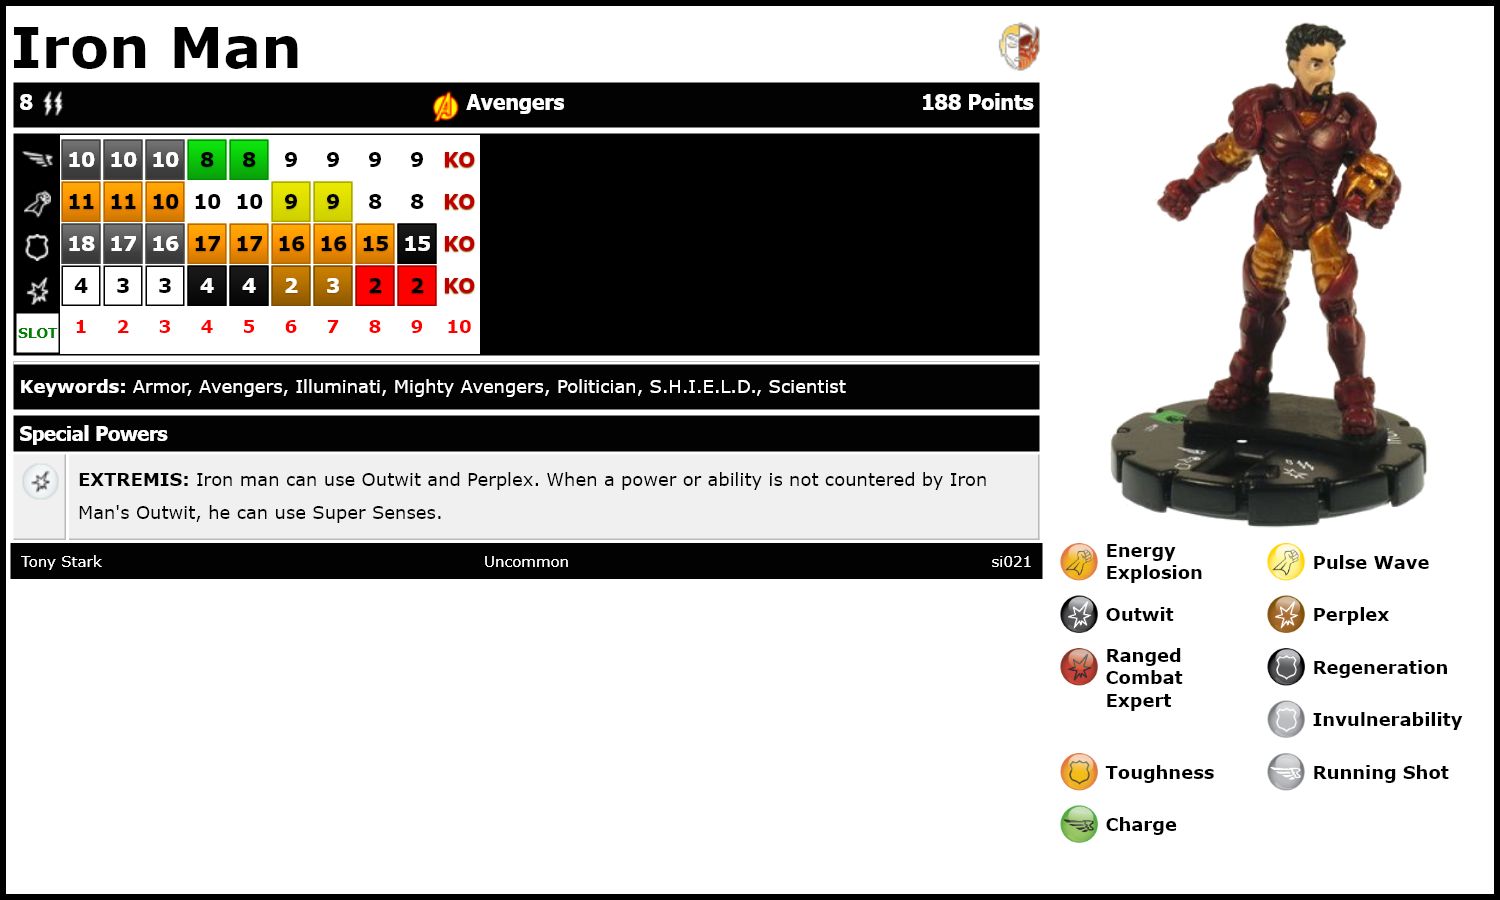 Iron Man
8 Avengers 188 Points
10 10 10 8 8 9 9 9 9 KO
11 11 10 10 10 9 9 8 8 KO
18 17 16 17 17 16 16 15 15 KO
4 3 3 4 4 2 3 2 2 KO
SLOT 1 2 3 4 5 6 7 8 9 10
Keywords: Armor, Avengers, Illuminati, Mighty Avengers, Politician, S.H.I.E.L.D., Scientist
Special Powers
EXTREMIS: Iron man can use Outwit and Perplex. When a power or ability is not countered by Iron
Man's Outwit, he can use Super Senses.
Tony Stark Uncommon si021
Energy
Explosion
Pulse Wave
Outwit
Perplex
Ranged
Combat
Expert
Regeneration
Invulnerability
Toughness
Running Shot
Charge